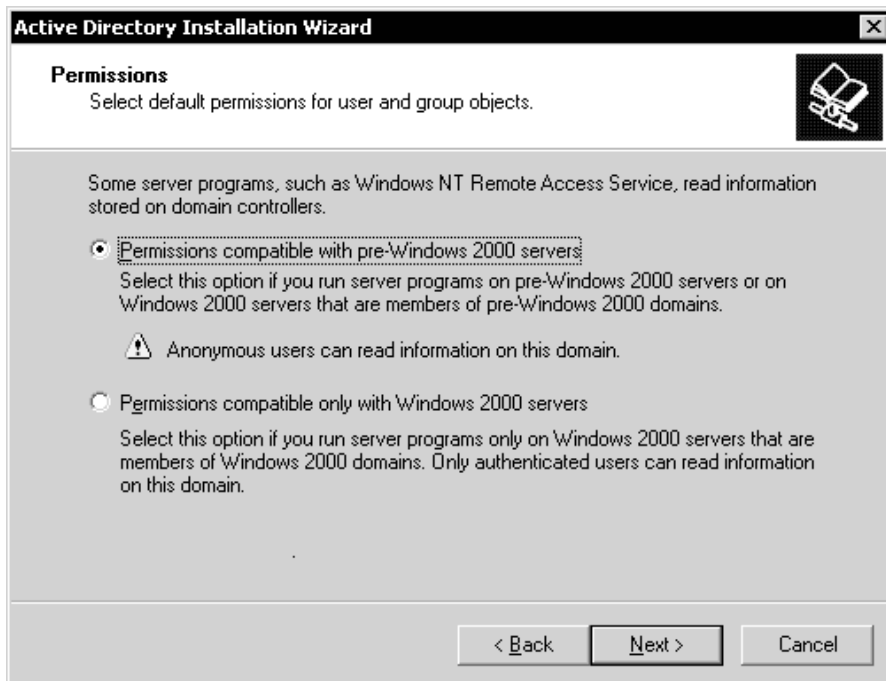 Active Directory Installation Wizard
Permissions
Select default permissions for user and group objects.
Some server programs, such as Windows NT Remote Access Service, read information
stored on domain controllers.
Permissions compatible with pre-Windows 2000 servers
Select this option if you run server programs on pre-Windows 2000 servers or on
Windows 2000 servers that are members of pre-Windows 2000 domains.
Anonymous users can read information on this domain.
Permissions compatible only with Windows 2000 servers
Select this option if you run server programs only on Windows 2000 servers that are
members of Windows 2000 domains. Only authenticated users can read information
on this domain.
< Back Next > Cancel